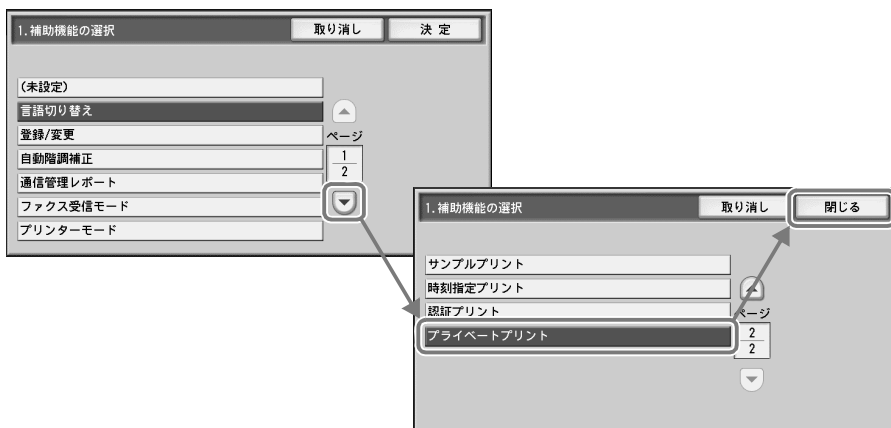 1.補助機能の選択
取り消し
決 定
(未設定)
言語切り替え
登録/変更
自動階調補正
通信管理レポート
ファクス受信モード
プリンターモード
ページ
1
2
1.補助機能の選択
取り消し
閉じる
サンプルプリント
時刻指定プリント
認証プリント
プライベートプリント
ページ
2
2